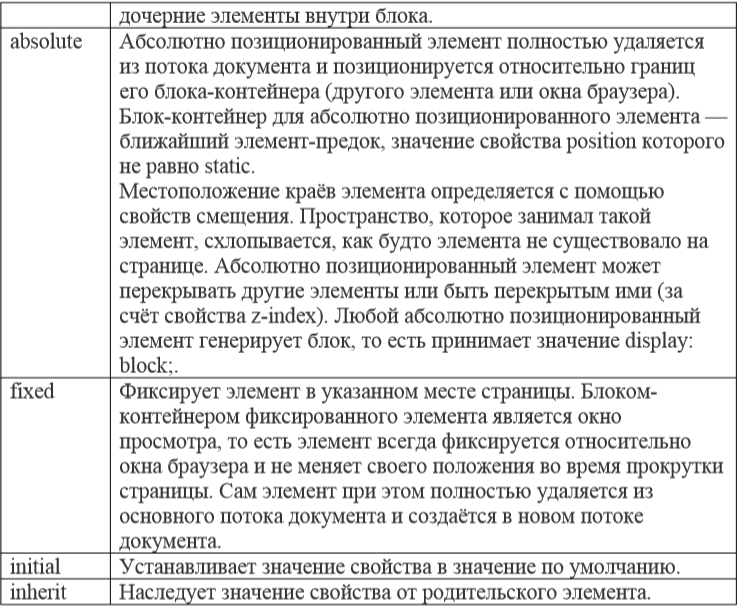 дочерние элементы внутри блока.
absolute Абсолютно позиционированный элемент полностью удаляется
из потока документа и позиционируется относительно границ
его блока-контейнера (другого элемента или окна браузера).
Блок-контейнер для абсолютно позиционированного элемента —
ближайший элемент-предок, значение свойства position которого
не равно static.
Местоположение краёв элемента определяется с помощью
свойств смещения. Пространство, которое занимал такой
элемент, схлопывается, как будто элемента не существовало на
странице. Абсолютно позиционированный элемент может
перекрывать другие элементы или быть перекрытым ими (за
счёт свойства z-index). Любой абсолютно позиционированный
элемент генерирует блок, то есть принимает значение display:
block;.
fixed Фиксирует элемент в указанном месте страницы. Блоком-
контейнером фиксированного элемента является окно
просмотра, то есть элемент всегда фиксируется относительно
окна браузера и не меняет своего положения во время прокрутки
страницы. Сам элемент при этом полностью удаляется из
основного потока документа и создаётся в новом потоке
документа.
initial Устанавливает значение свойства в значение по умолчанию.
inherit Наследует значение свойства от родительского элемента.